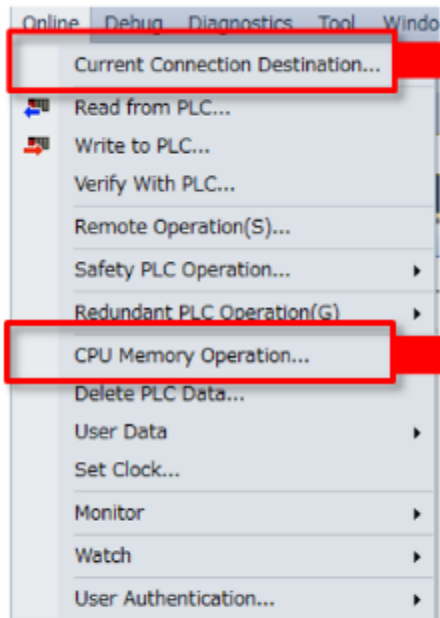 Online Debug Diagnostics Tool Windo
Current Connection Destination...
Read from PLC...
Write to PLC...
Verify With PLC...
Remote Operation(S)...
Safety PLC Operation...
Redundant PLC Operation(G)
CPU Memory Operation...
Delete PLC Data...
User Data
Set Clock...
Monitor
Watch
User Authentication...